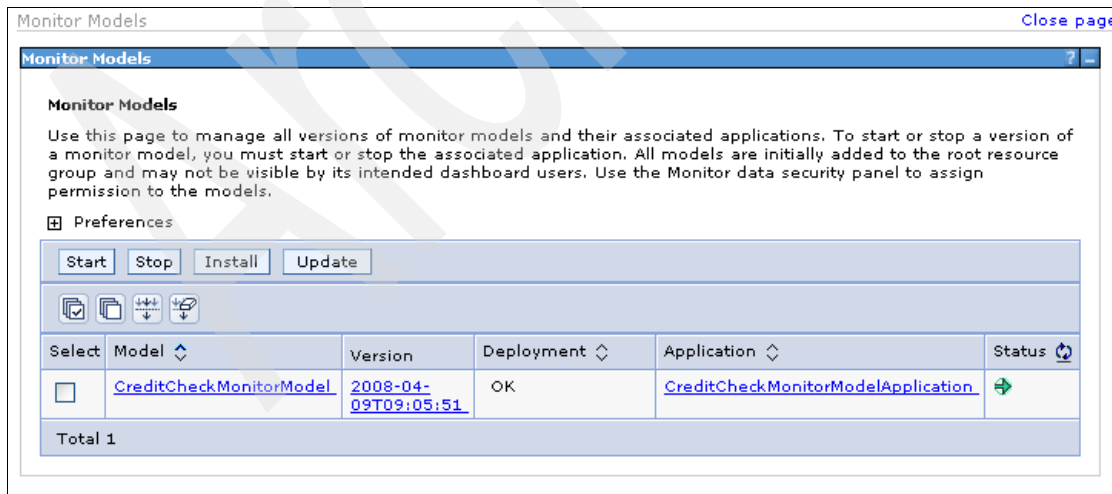 Monitor Models
Close page
Monitor Models
? _
Monitor Models
Use this page to manage all versions of monitor models and their associated applications. To start or stop a version of
a monitor model, you must start or stop the associated application. All models are initially added to the root resource
group and may not be visible by its intended dashboard users. Use the Monitor data security panel to assign
permission to the models.
Preferences
Start Stop Install Update
Select Model Version Deployment Application Status
CreditCheckMonitorModel 2008-04- OK CreditCheckMonitorModelApplication
09T09:05:51
Total 1